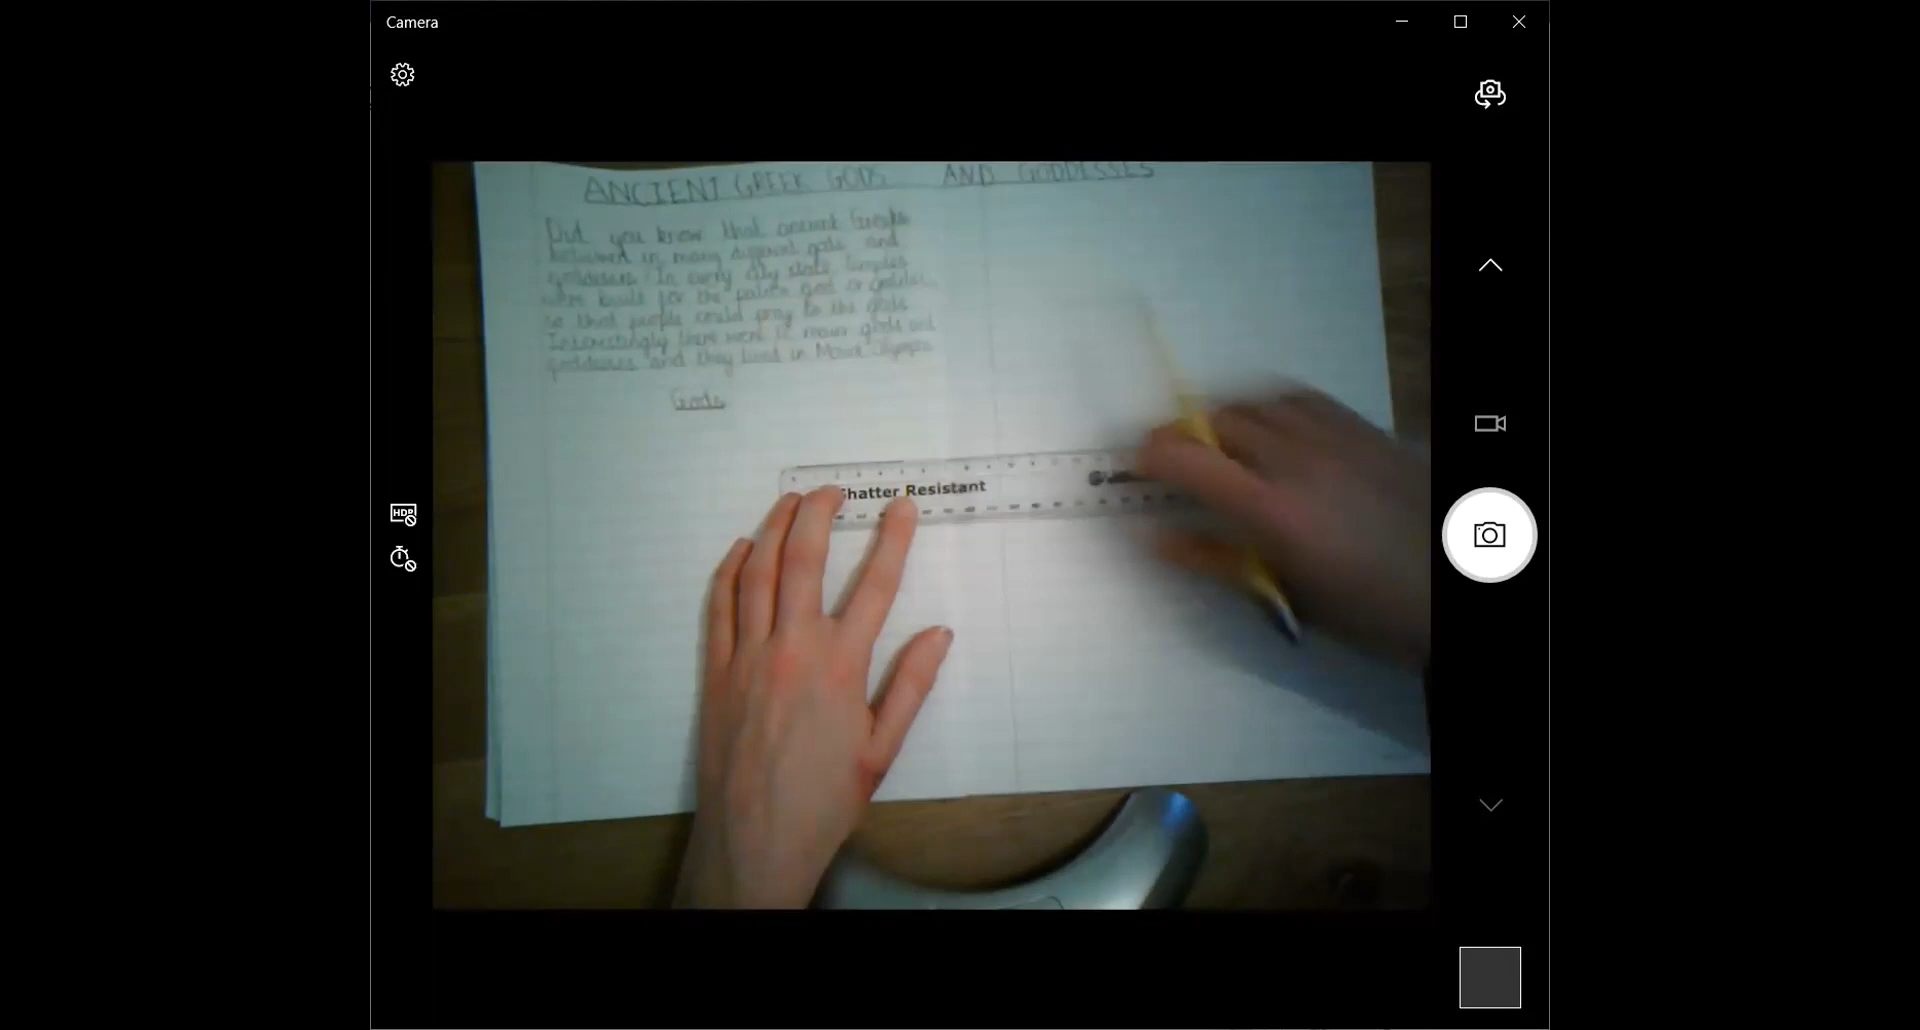 Camera
ANCIENT GREEK GODS AND GODDESSES
Did you know that ancient Greeks
believed in many different gods and
goddesses. In every city state temples
were built for the patron god or goddess
so that people could pray to the gods
Interestingly there were 12 major gods and
goddesses and they lived in Mount Olympus
Gods
Shatter Resistant
HDR